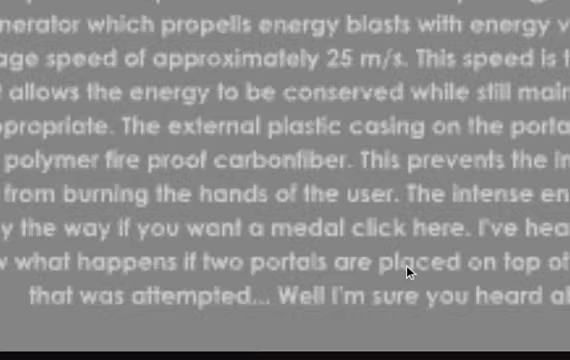 nerator which propells energy blasts with energy v
age speed of approximately 25 m/s. This speed is t
allows the energy to be conserved while still main
propriate. The external plastic casing on the porta
polymer fire proof carbonfiber. This prevents the in
from burning the hands of the user. The intense en
y the way if you want a medal click here. I've hea
w what happens if two portals are placed on top of
that was attempted... Well I'm sure you heard ab